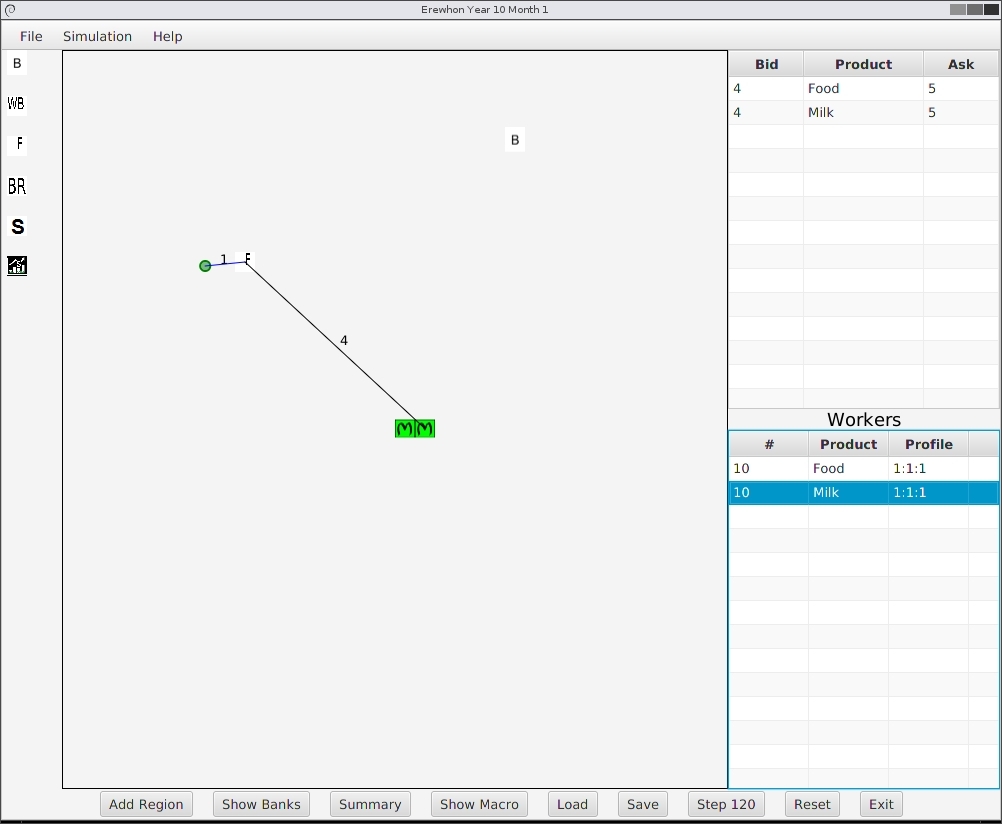 Erewhon Year 10 Month 1
File Simulation Help
B
WB
F
BR
S
B
1 F
4
M M
Bid Product Ask
4 Food 5
4 Milk 5
Workers
# Product Profile
10 Food 1:1:1
10 Milk 1:1:1
Add Region Show Banks Summary Show Macro Load Save Step 120 Reset Exit